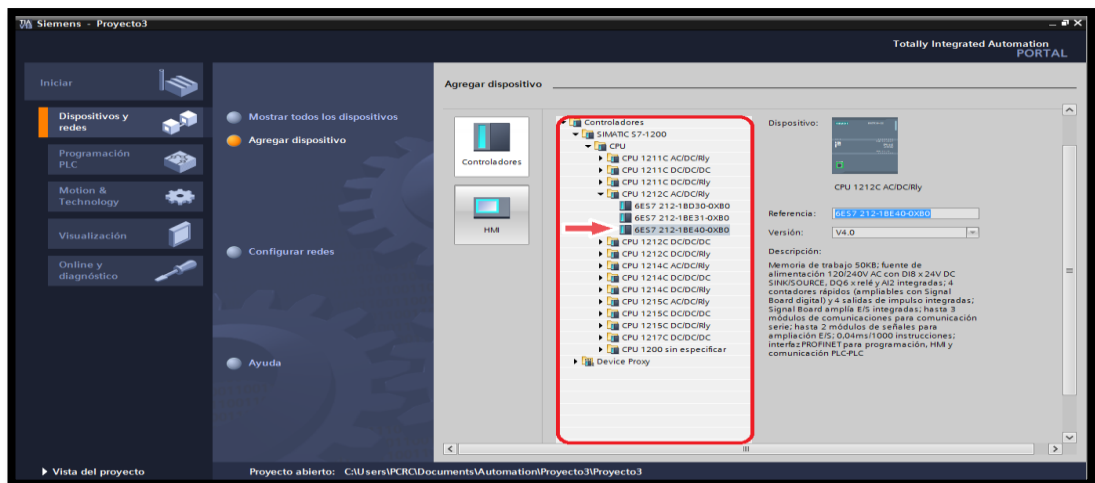 Siemens - Proyecto3
Totally Integrated Automation
PORTAL
Iniciar
Dispositivos y
redes
Programación
PLC
Motion &
Technology
Visualización
Online y
diagnóstico
Mostrar todos los dispositivos
Agregar dispositivo
Configurar redes
Ayuda
Agregar dispositivo
Controladores
HMI
Controladores
SIMATIC S7-1200
CPU
CPU 1211C AC/DC/Rly
CPU 1211C DC/DC/DC
CPU 1211C DC/DC/Rly
CPU 1212C AC/DC/Rly
6ES7 212-1BD30-0XB0
6ES7 212-1BE31-0XB0
6ES7 212-1BE40-0XB0
CPU 1212C DC/DC/DC
CPU 1212C DC/DC/Rly
CPU 1214C AC/DC/Rly
CPU 1214C DC/DC/DC
CPU 1214C DC/DC/Rly
CPU 1215C AC/DC/Rly
CPU 1215C DC/DC/DC
CPU 1215C DC/DC/Rly
CPU 1217C DC/DC/DC
CPU 1200 sin especificar
Device Proxy
Dispositivo:
CPU 1212C AC/DC/Rly
Referencia: 6ES7 212-1BE40-0XB0
Versión: V4.0
Descripción:
Memoria de trabajo 50KB; fuente de
alimentación 120/240V AC con DI8 x 24V DC
SINK/SOURCE, DQ6 x relé y AI2 integradas; 4
contadores rápidos (ampliables con Signal
Board digital) y 4 salidas de impulso integradas;
Signal Board amplía E/S integradas; hasta 3
módulos de comunicaciones para comunicación
serie; hasta 2 módulos de señales para
ampliación E/S; 0,04ms/1000 instrucciones;
interfaz PROFINET para programación, HMI y
comunicación PLC-PLC
Vista del proyecto
Proyecto abierto: C:\Users\PCRC\Documents\Automation\Proyecto3\Proyecto3